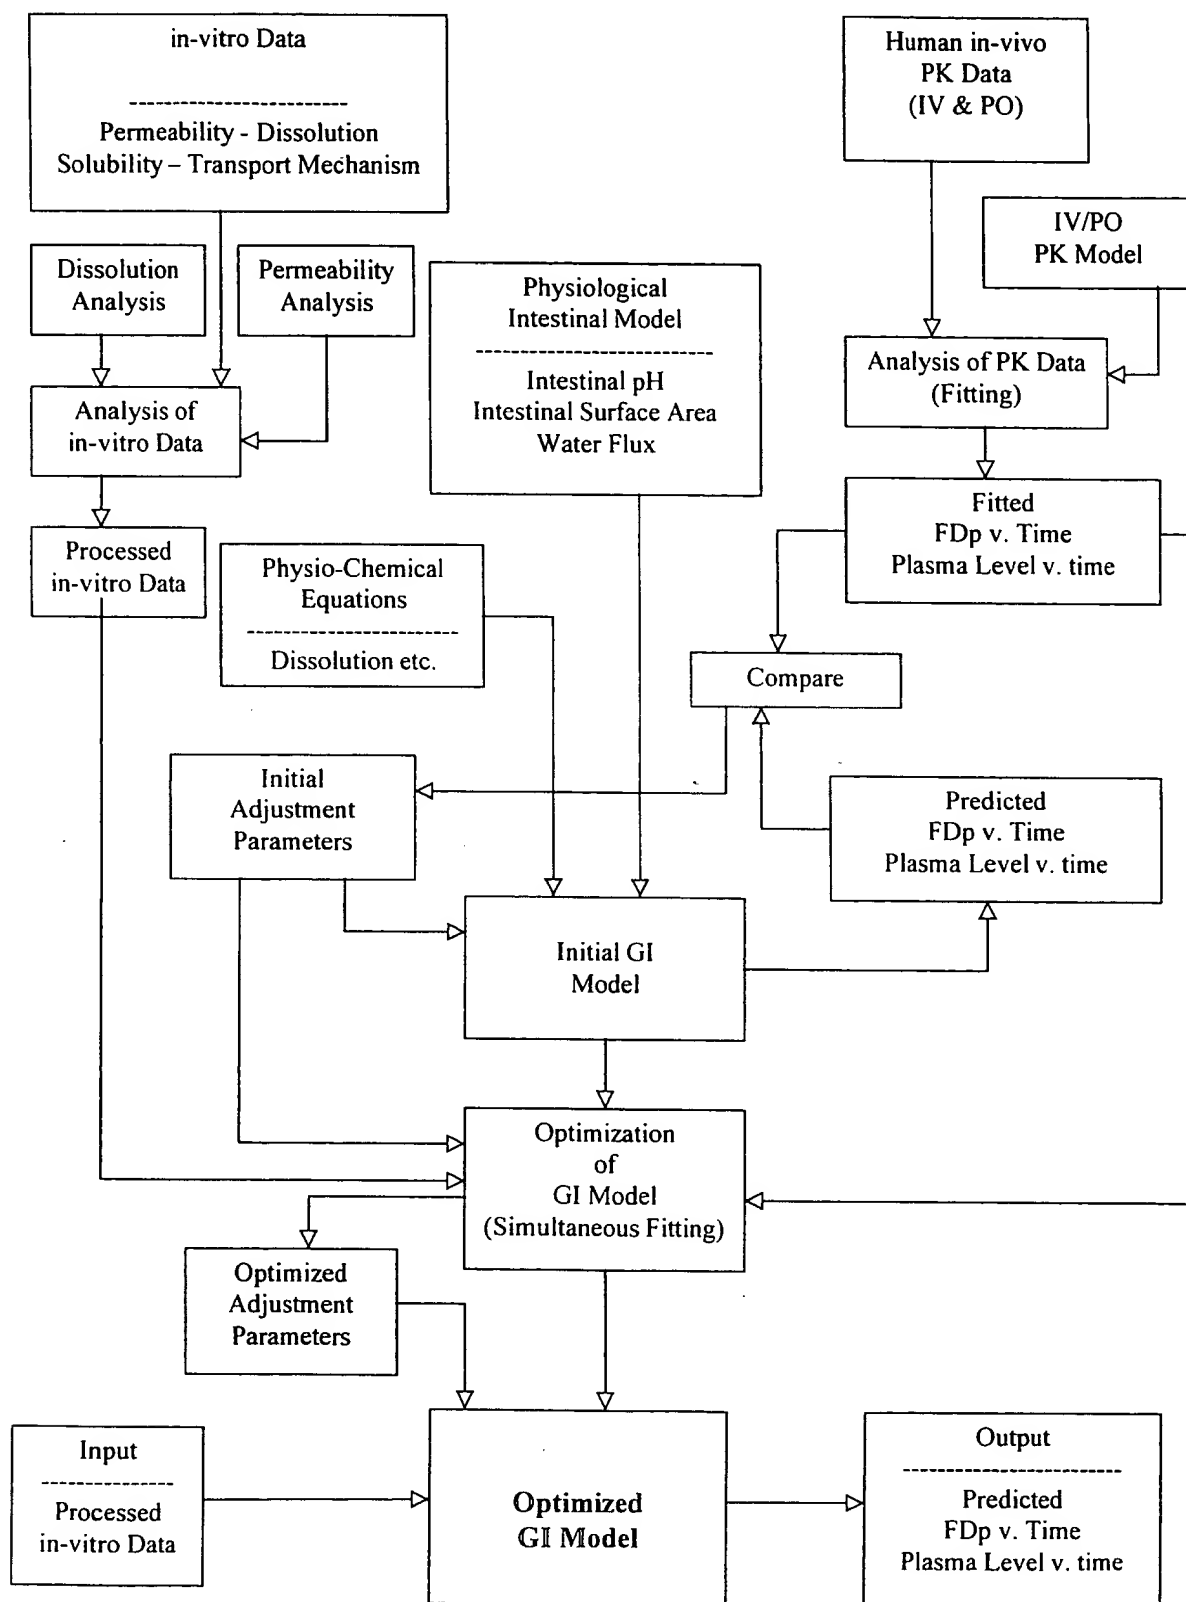 in-vitro Data
Permeability - Dissolution
Solubility – Transport Mechanism
Human in-vivo
PK Data
(IV & PO)
IV/PO
PK Model
Dissolution
Analysis
Permeability
Analysis
Physiological
Intestinal Model
Intestinal pH
Intestinal Surface Area
Water Flux
Analysis of PK Data
(Fitting)
Analysis of
in-vitro Data
Fitted
FDp v. Time
Plasma Level v. time
Processed
in-vitro Data
Physio-Chemical
Equations
Dissolution etc.
Compare
Initial
Adjustment
Parameters
Predicted
FDp v. Time
Plasma Level v. time
Initial GI
Model
Optimization
of
GI Model
(Simultaneous Fitting)
Optimized
Adjustment
Parameters
Input
Processed
in-vitro Data
Optimized
GI Model
Output
Predicted
FDp v. Time
Plasma Level v. time